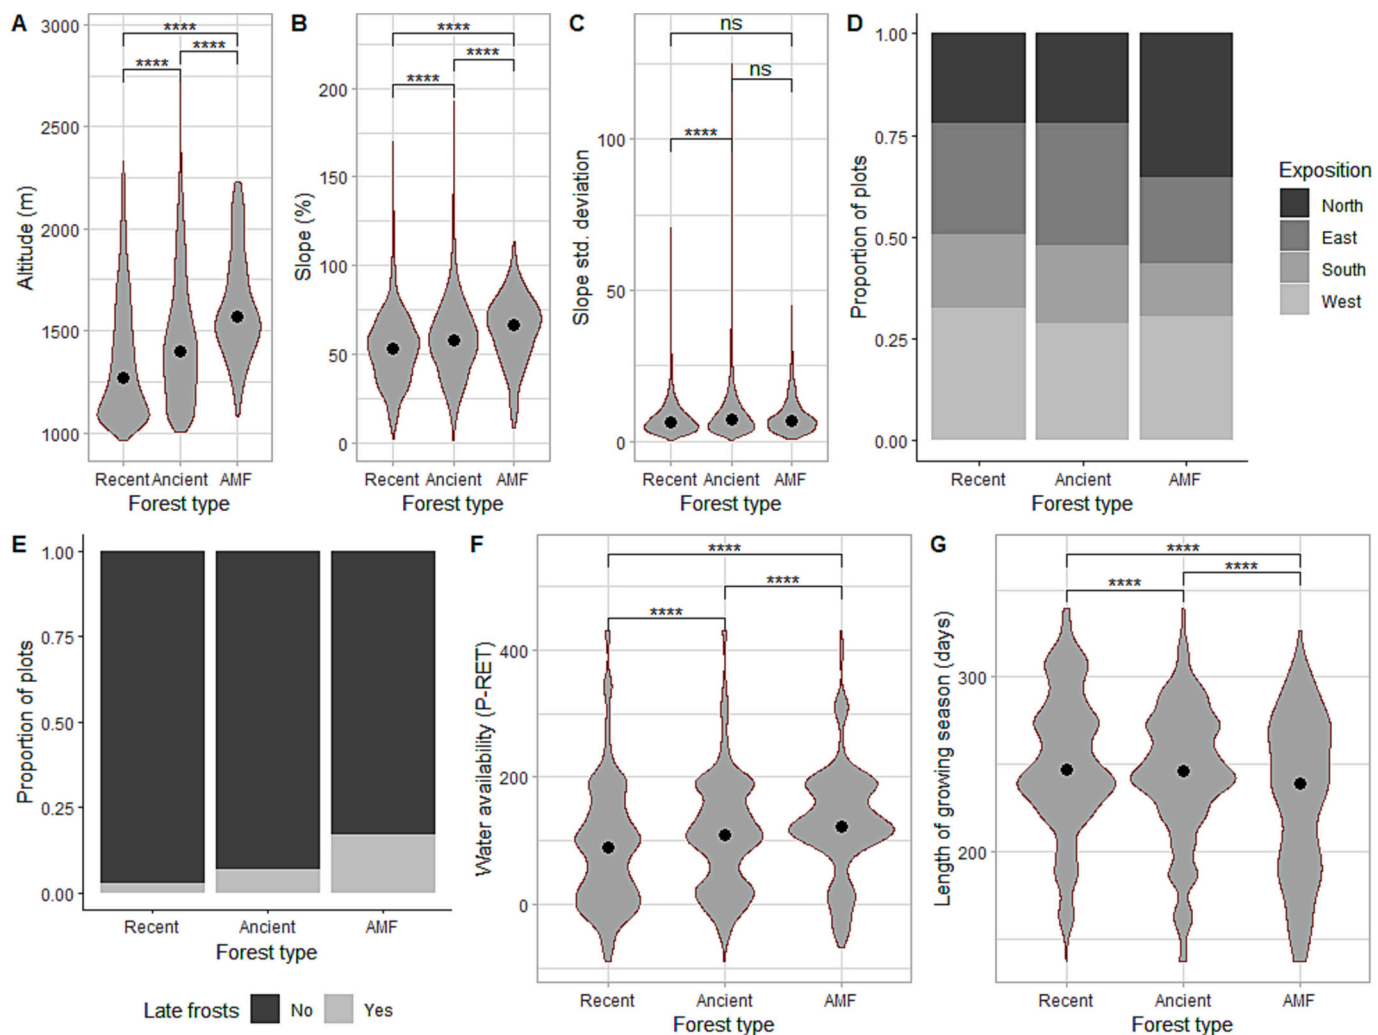 A
Altitude (m)
3000
2500
2000
1500
1000
****
****
****
Recent Ancient AMF
Forest type
B
Slope (%)
200
150
100
50
0
****
****
****
Recent Ancient AMF
Forest type
C
Slope std. deviation
100
50
0
ns
ns
****
Recent Ancient AMF
Forest type
D
Proportion of plots
1.00
0.75
0.50
0.25
0.00
Recent Ancient AMF
Forest type
Exposition
North
East
South
West
E
Proportion of plots
1.00
0.75
0.50
0.25
0.00
Recent Ancient AMF
Forest type
Late frosts No Yes
F
Water availability (P-RET)
400
200
0
****
****
****
Recent Ancient AMF
Forest type
G
Length of growing season (days)
300
200
****
****
****
Recent Ancient AMF
Forest type